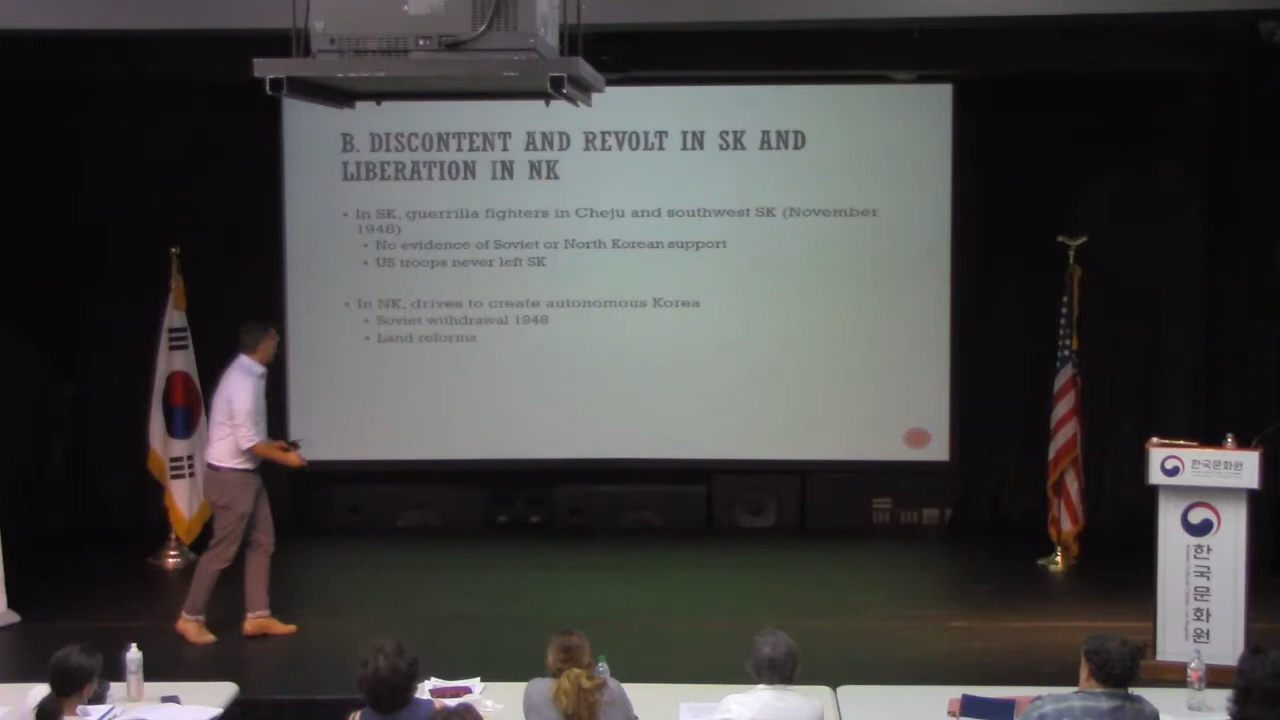 B. DISCONTENT AND REVOLT IN SK AND
LIBERATION IN NK
• In SK, guerrilla fighters in Cheju and southwest SK (November
1948)
• No evidence of Soviet or North Korean support
• US troops never left SK
• In NK, drives to create autonomous Korea
• Soviet withdrawal 1948
• Land reforms
한국문화원
한국문화원